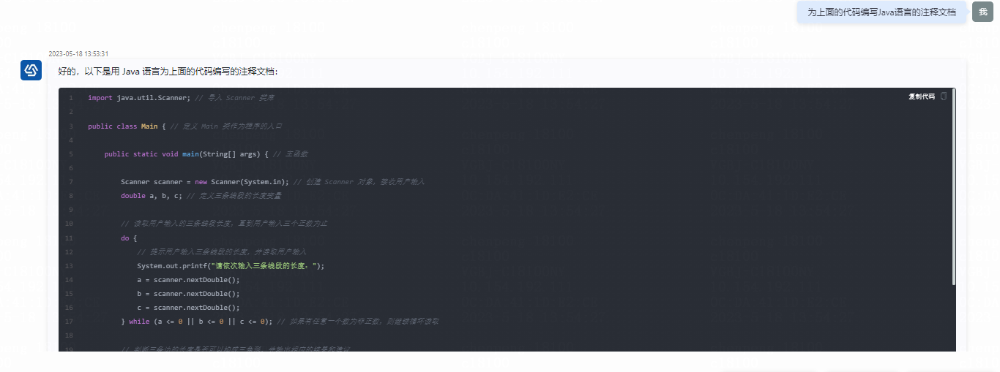 为上面的代码编写Java语言的注释文档
我
2023-05-18 13:53:31
好的，以下是用 Java 语言为上面的代码编写的注释文档：
复制代码
1 import java.util.Scanner; // 导入 Scanner 类库
2
3 public class Main { // 定义 Main 类作为程序的入口
4
5 public static void main(String[] args) { // 主函数
6
7 Scanner scanner = new Scanner(System.in); // 创建 Scanner 对象，接收用户输入
8 double a, b, c; // 定义三条线段的长度变量
9
10 // 读取用户输入的三条线段长度，直到用户输入三个正数为止
11 do {
12 // 提示用户输入三条线段的长度，并读取用户输入
13 System.out.printf("请依次输入三条线段的长度：");
14 a = scanner.nextDouble();
15 b = scanner.nextDouble();
16 c = scanner.nextDouble();
17 } while (a <= 0 || b <= 0 || c <= 0); // 如果有任意一个数为非正数，则继续循环读取
18
19 // 判断三条边的长度是否可以构成三角形，并输出相应的结果和建议